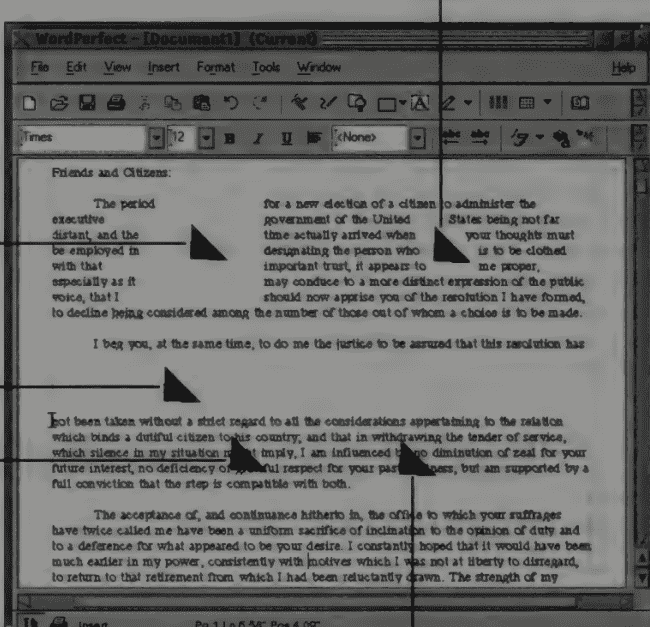 WordPerfect - [Document1] (Current)
File Edit View Insert Format Tools Window Help
Times 12 B I U <None> abc abc
Friends and Citizens:
The period for a new election of a citizen to administer the
executive government of the United States being not far
distant, and the time actually arrived when your thoughts must
be employed in designating the person who is to be clothed
with that important trust, it appears to me proper,
especially as it may conduce to a more distinct expression of the public
voice, that I should now apprise you of the resolution I have formed,
to decline being considered among the number of those out of whom a choice is to be made.
I beg you, at the same time, to do me the justice to be assured that this resolution has
not been taken without a strict regard to all the considerations appertaining to the relation
which binds a dutiful citizen to his country; and that in withdrawing the tender of service,
which silence in my situation imply, I am influenced by no diminution of zeal for your
future interest, no deficiency of respect for your past but am supported by a
full conviction that the step is compatible with both.
The acceptance of, and continuance hitherto in, the office to which your suffrages
have twice called me have been a uniform sacrifice of inclination to the opinion of duty and
to a deference for what appeared to be your desire. I constantly hoped that it would have been
much earlier in my power, consistently with motives which I was not at liberty to disregard,
to return to that retirement from which I had been reluctantly drawn. The strength of my
Insert Pg 1 Ln 6.58" Pos 4.09"